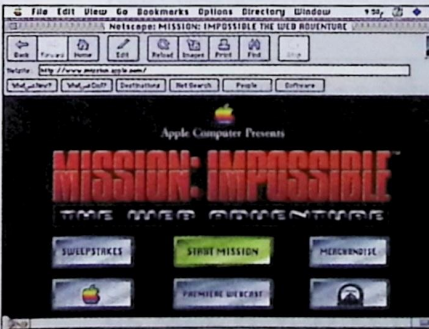 File Edit View Go Bookmarks Options Directory Window
Netscape: MISSION: IMPOSSIBLE THE WEB ADVENTURE
Back Forward Home Edit Reload Images Print Find Stop
http://www.mission.apple.com/
What's New? What's Cool? Destinations Net Search People Software
Apple Computer Presents
MISSION: IMPOSSIBLE™
THE WEB ADVENTURE
SWEEPSTAKES START MISSION MERCHANDISE
PREMIERE WEBCAST